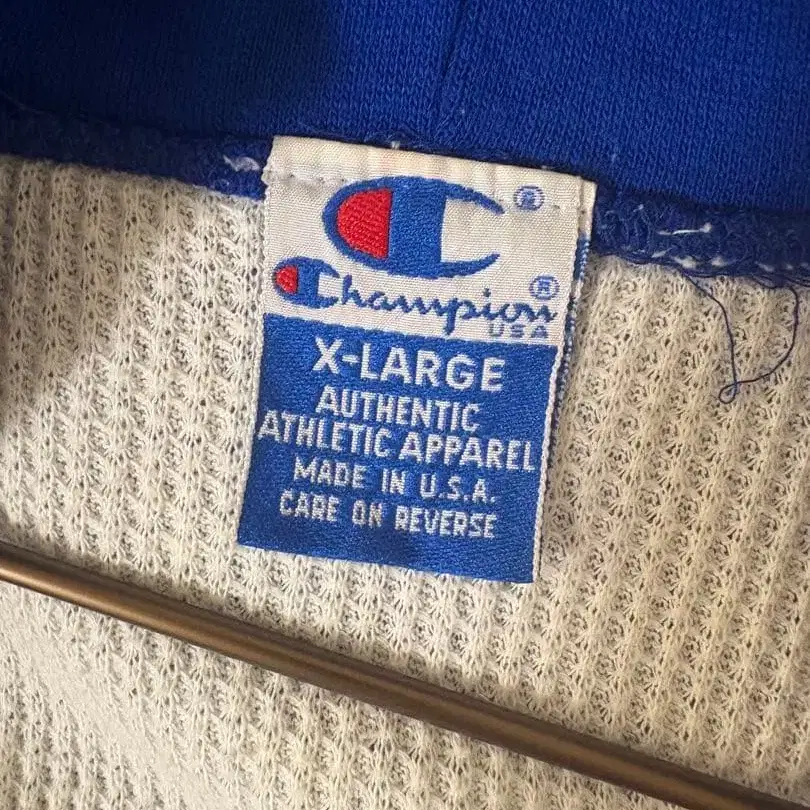 ®
Champion®
USA
X-LARGE
AUTHENTIC
ATHLETIC APPAREL
MADE IN U.S.A.
CARE ON REVERSE